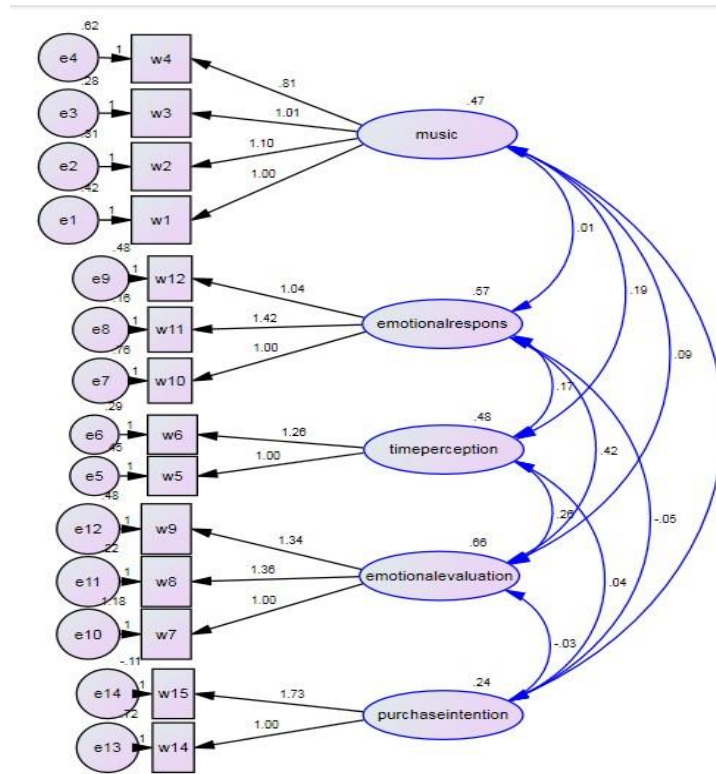 .62
e4 1 w4
.28
e3 1 w3
.31
e2 1 w2
.42
e1 1 w1
.81
1.01
1.10
1.00
.47
music
.48
e9 1 w12
.16
e8 1 w11
.76
e7 1 w10
1.04
1.42
1.00
.57
emotionalrespons
.01
.19
.09
.29
e6 1 w6
.45
e5 1 w5
1.26
1.00
.48
timeperception
.17
.42
.48
e12 1 w9
.22
e11 1 w8
1.18
e10 1 w7
1.34
1.36
1.00
.66
emotionalevaluation
.26
-.05
.04
-.03
-.11
e14 1 w15
.72
e13 1 w14
1.73
1.00
.24
purchaseintention